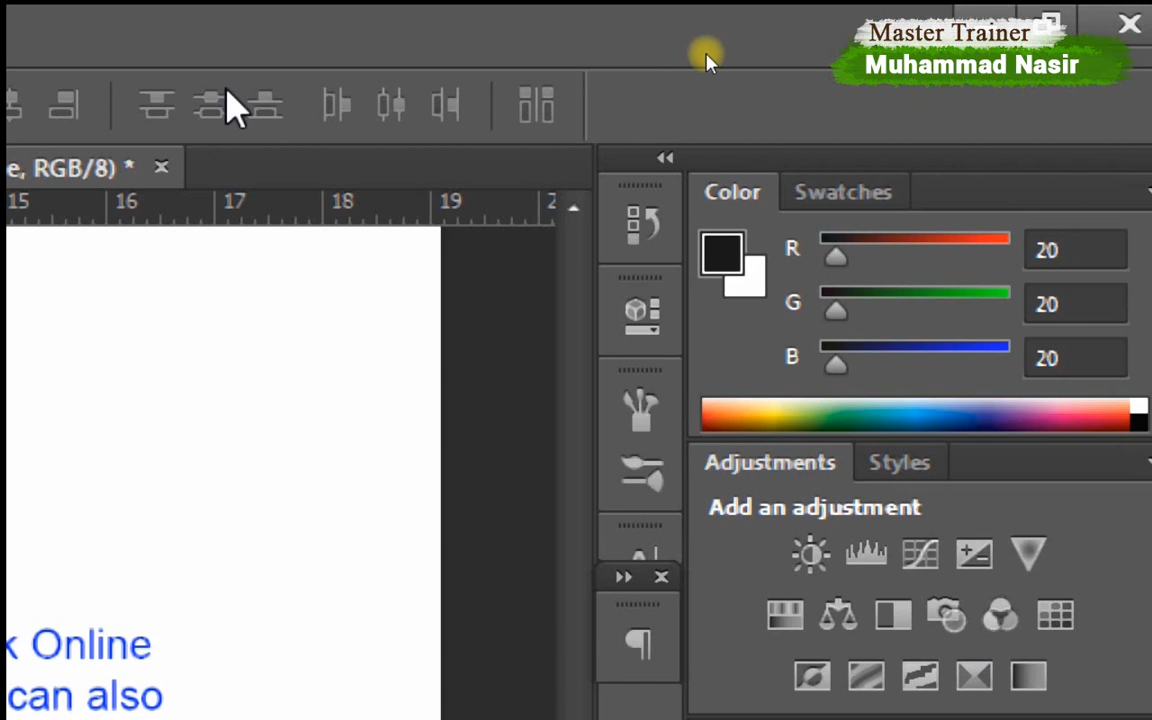 Master Trainer
Muhammad Nasir
e, RGB/8) *
15 16 17 18 19 2
Color Swatches
R 20
G 20
B 20
Adjustments Styles
Add an adjustment
k Online
can also